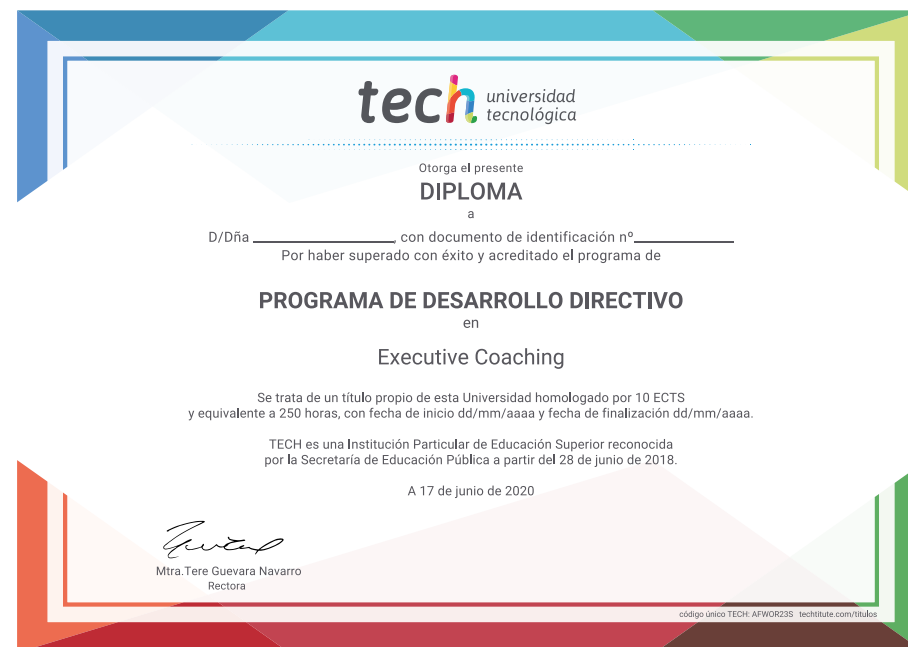 tech universidad
tecnológica
Otorga el presente
DIPLOMA
a
D/Dña , con documento de identificación nº
Por haber superado con éxito y acreditado el programa de
PROGRAMA DE DESARROLLO DIRECTIVO
en
Executive Coaching
Se trata de un título propio de esta Universidad homologado por 10 ECTS
y equivalente a 250 horas, con fecha de inicio dd/mm/aaaa y fecha de finalización dd/mm/aaaa.
TECH es una Institución Particular de Educación Superior reconocida
por la Secretaría de Educación Pública a partir del 28 de junio de 2018.
A 17 de junio de 2020
Mtra.Tere Guevara Navarro
Rectora
código único TECH: AFWOR23S techtitute.com/titulos